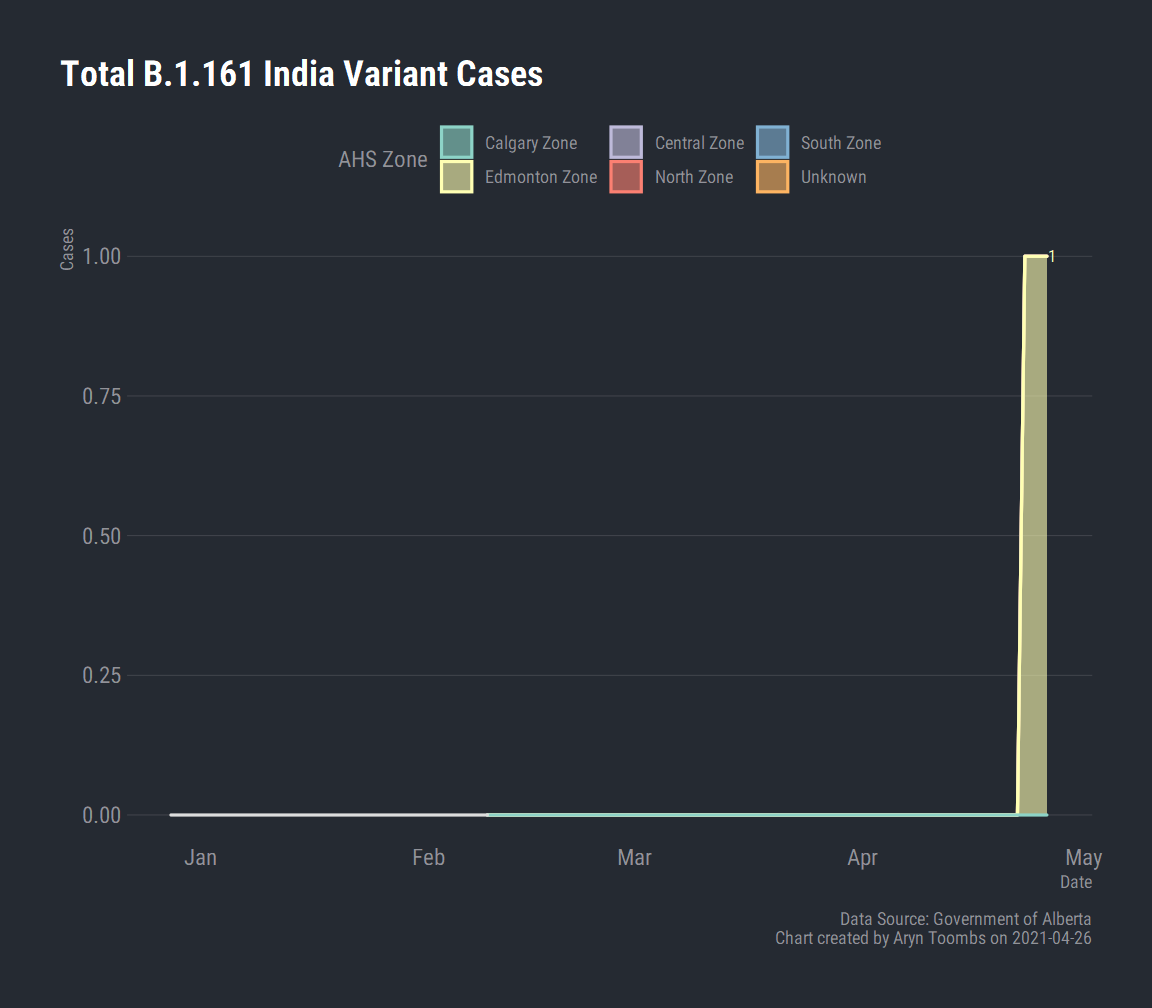 Total B.1.161 India Variant Cases
AHS Zone
Calgary Zone
Central Zone
South Zone
Edmonton Zone
North Zone
Unknown
Cases
1.00
1
0.75
0.50
0.25
0.00
Jan
Feb
Mar
Apr
May
Date
Data Source: Government of Alberta
Chart created by Aryn Toombs on 2021-04-26